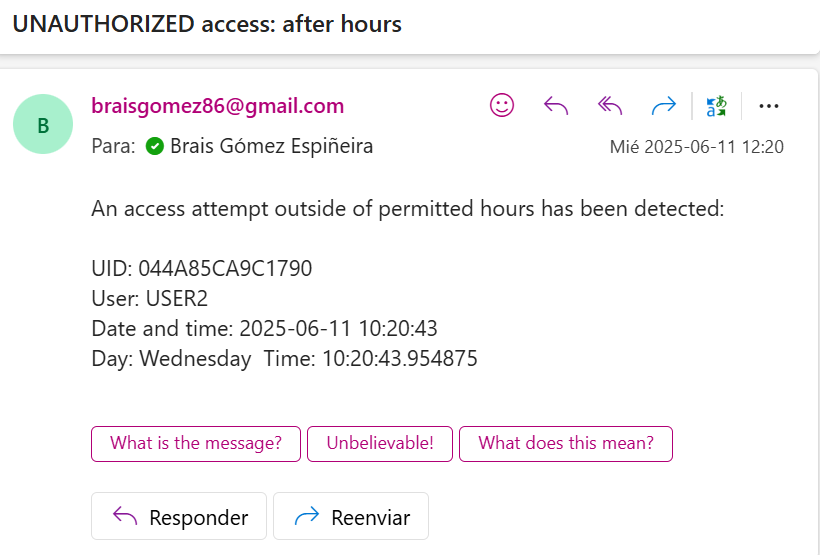 UNAUTHORIZED access: after hours
B
braisgomez86@gmail.com
Para: Brais Gómez Espiñeira
Mié 2025-06-11 12:20
An access attempt outside of permitted hours has been detected:
UID: 044A85CA9C1790
User: USER2
Date and time: 2025-06-11 10:20:43
Day: Wednesday  Time: 10:20:43.954875
What is the message?
Unbelievable!
What does this mean?
Responder
Reenviar